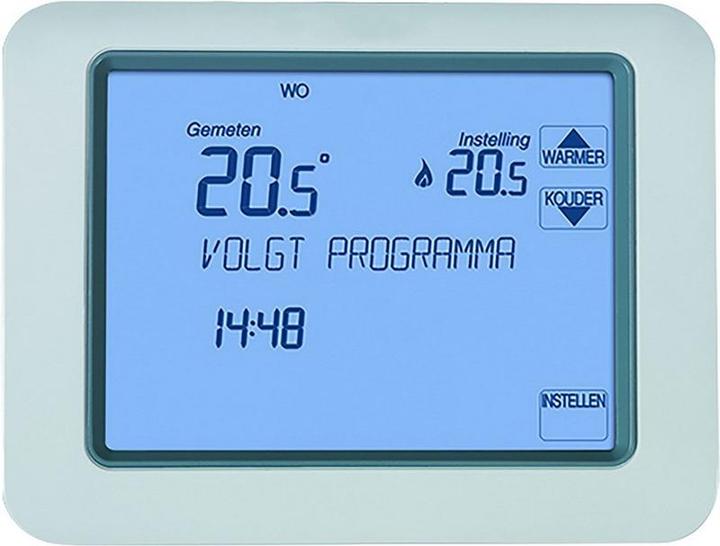 WO
Gemeten
Instelling
20.5°
20.5
WARMER
KOUDER
VOLGT PROGRAMMA
14:48
INSTELLEN